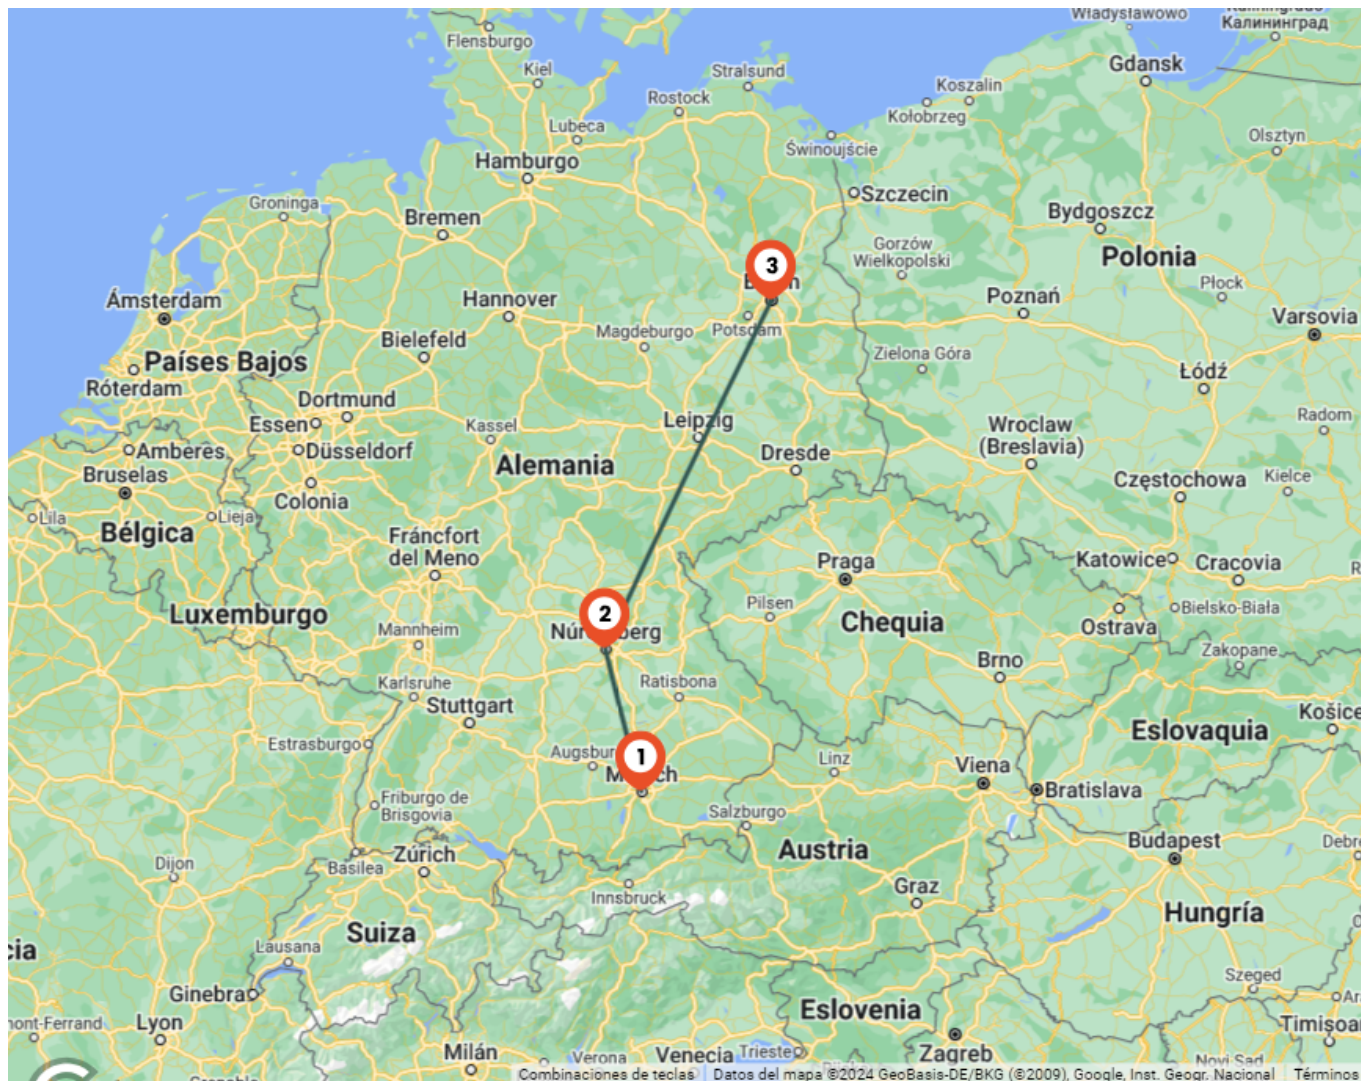 Władysławowo
Калининград
Flensburgo
Gdansk
Kiel
Stralsund
Koszalin
Rostock
Kołobrzeg
Lubeca
Olsztyn
Świnoujście
Hamburgo
Szczecin
Groninga
Bremen
Bydgoszcz
Gorzów
Wielkopolski
Polonia
3
Płock
Ámsterdam
Hannover
Poznań
Varsovia
Magdeburgo
Potsdam
Bielefeld
Países Bajos
Zielona Góra
Łódź
Róterdam
Dortmund
Essen
Kassel
Leipzig
Radom
Wroclaw
(Breslavia)
Amberes
Düsseldorf
Alemania
Dresde
Bruselas
Częstochowa
Kielce
Colonia
Lila
Lieja
Bélgica
Fráncfort
del Meno
Praga
Katowice
Cracovia
Luxemburgo
Pilsen
Bielsko-Biała
2
Mannheim
Chequia
Ostrava
Zakopane
Brno
Karlsruhe
Ratisbona
Stuttgart
Košice
Eslovaquia
Estrasburgo
1
Linz
Viena
Bratislava
Friburgo de
Brisgovia
Salzburgo
Budapest
Zúrich
Austria
Dijon
Basilea
Innsbruck
Graz
Hungría
Suiza
Lausana
Szeged
Ginebra
Eslovenia
Lyon
Milán
Verona
Venecia
Trieste
Zagreb
Combinaciones de teclas
Datos del mapa ©2024 GeoBasis-DE/BKG (©2009), Google, Inst. Geogr. Nacional
Términos